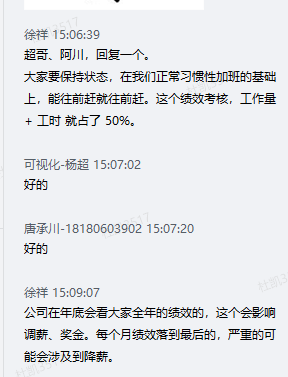 徐祥 15:06:39
超哥、阿川，回复一个。
大家要保持状态，在我们正常习惯性加班的基础
上，能往前赶就往前赶。这个绩效考核，工作量
+ 工时 就占了 50%。
可视化-杨超 15:07:02
好的
唐承川-18180603902 15:07:20
好的
徐祥 15:09:07
公司在年底会看大家全年的绩效的，这个会影响
调薪、奖金。每个月绩效落到最后的，严重的可
能会涉及到降薪。